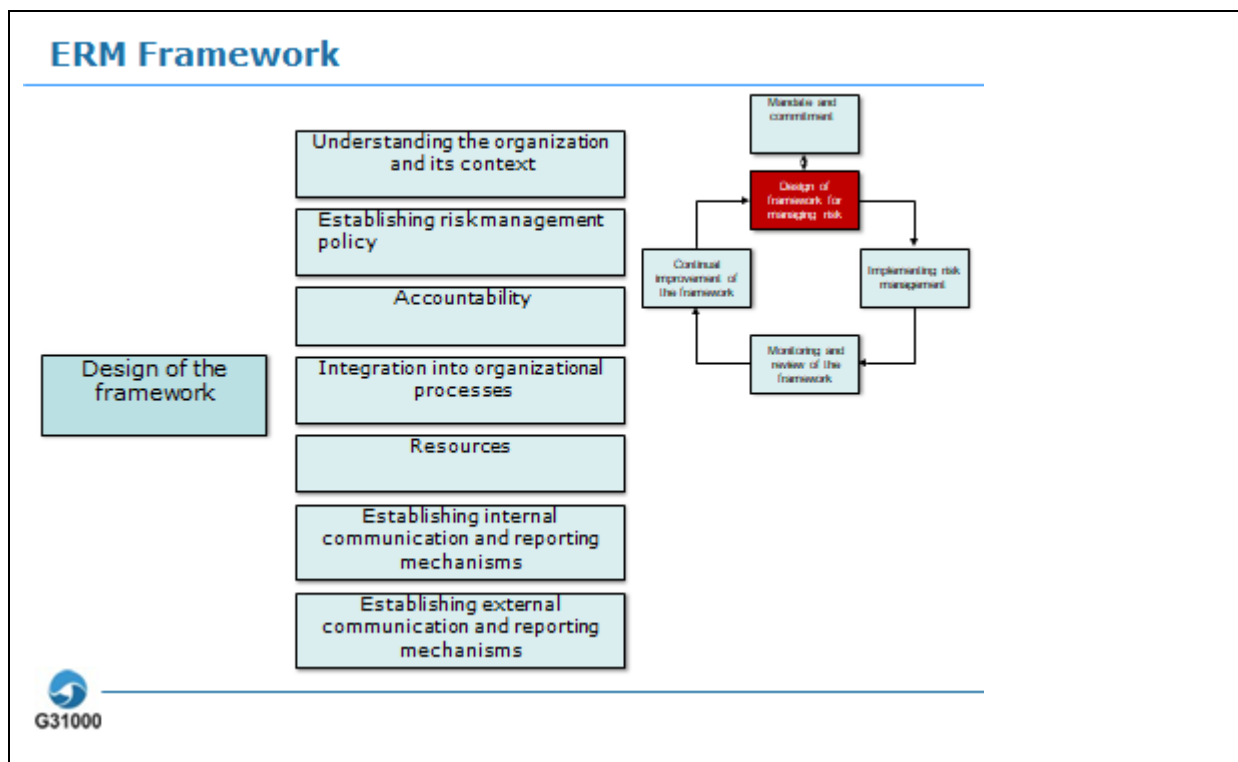 ERM Framework
Understanding the organization
and its context
Establishing risk management
policy
Accountability
Design of the
framework
Integration into organizational
processes
Resources
Establishing internal
communication and reporting
mechanisms
Establishing external
communication and reporting
mechanisms
Mandate and
commitment
Design of
framework for
managing risk
Continual
improvement of
the framework
Implementing risk
management
Monitoring and
review of the
framework
G31000